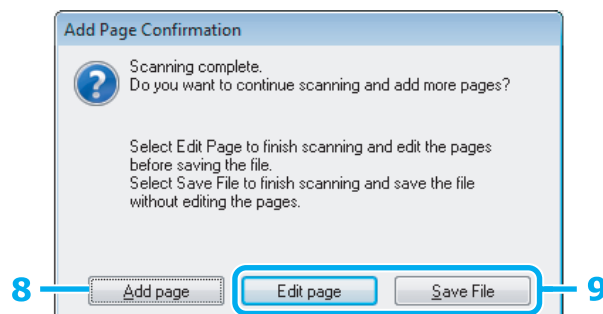 Add Page Confirmation
Scanning complete.
Do you want to continue scanning and add more pages?
Select Edit Page to finish scanning and edit the pages
before saving the file.
Select Save File to finish scanning and save the file
without editing the pages.
8 Add page Edit page Save File 9